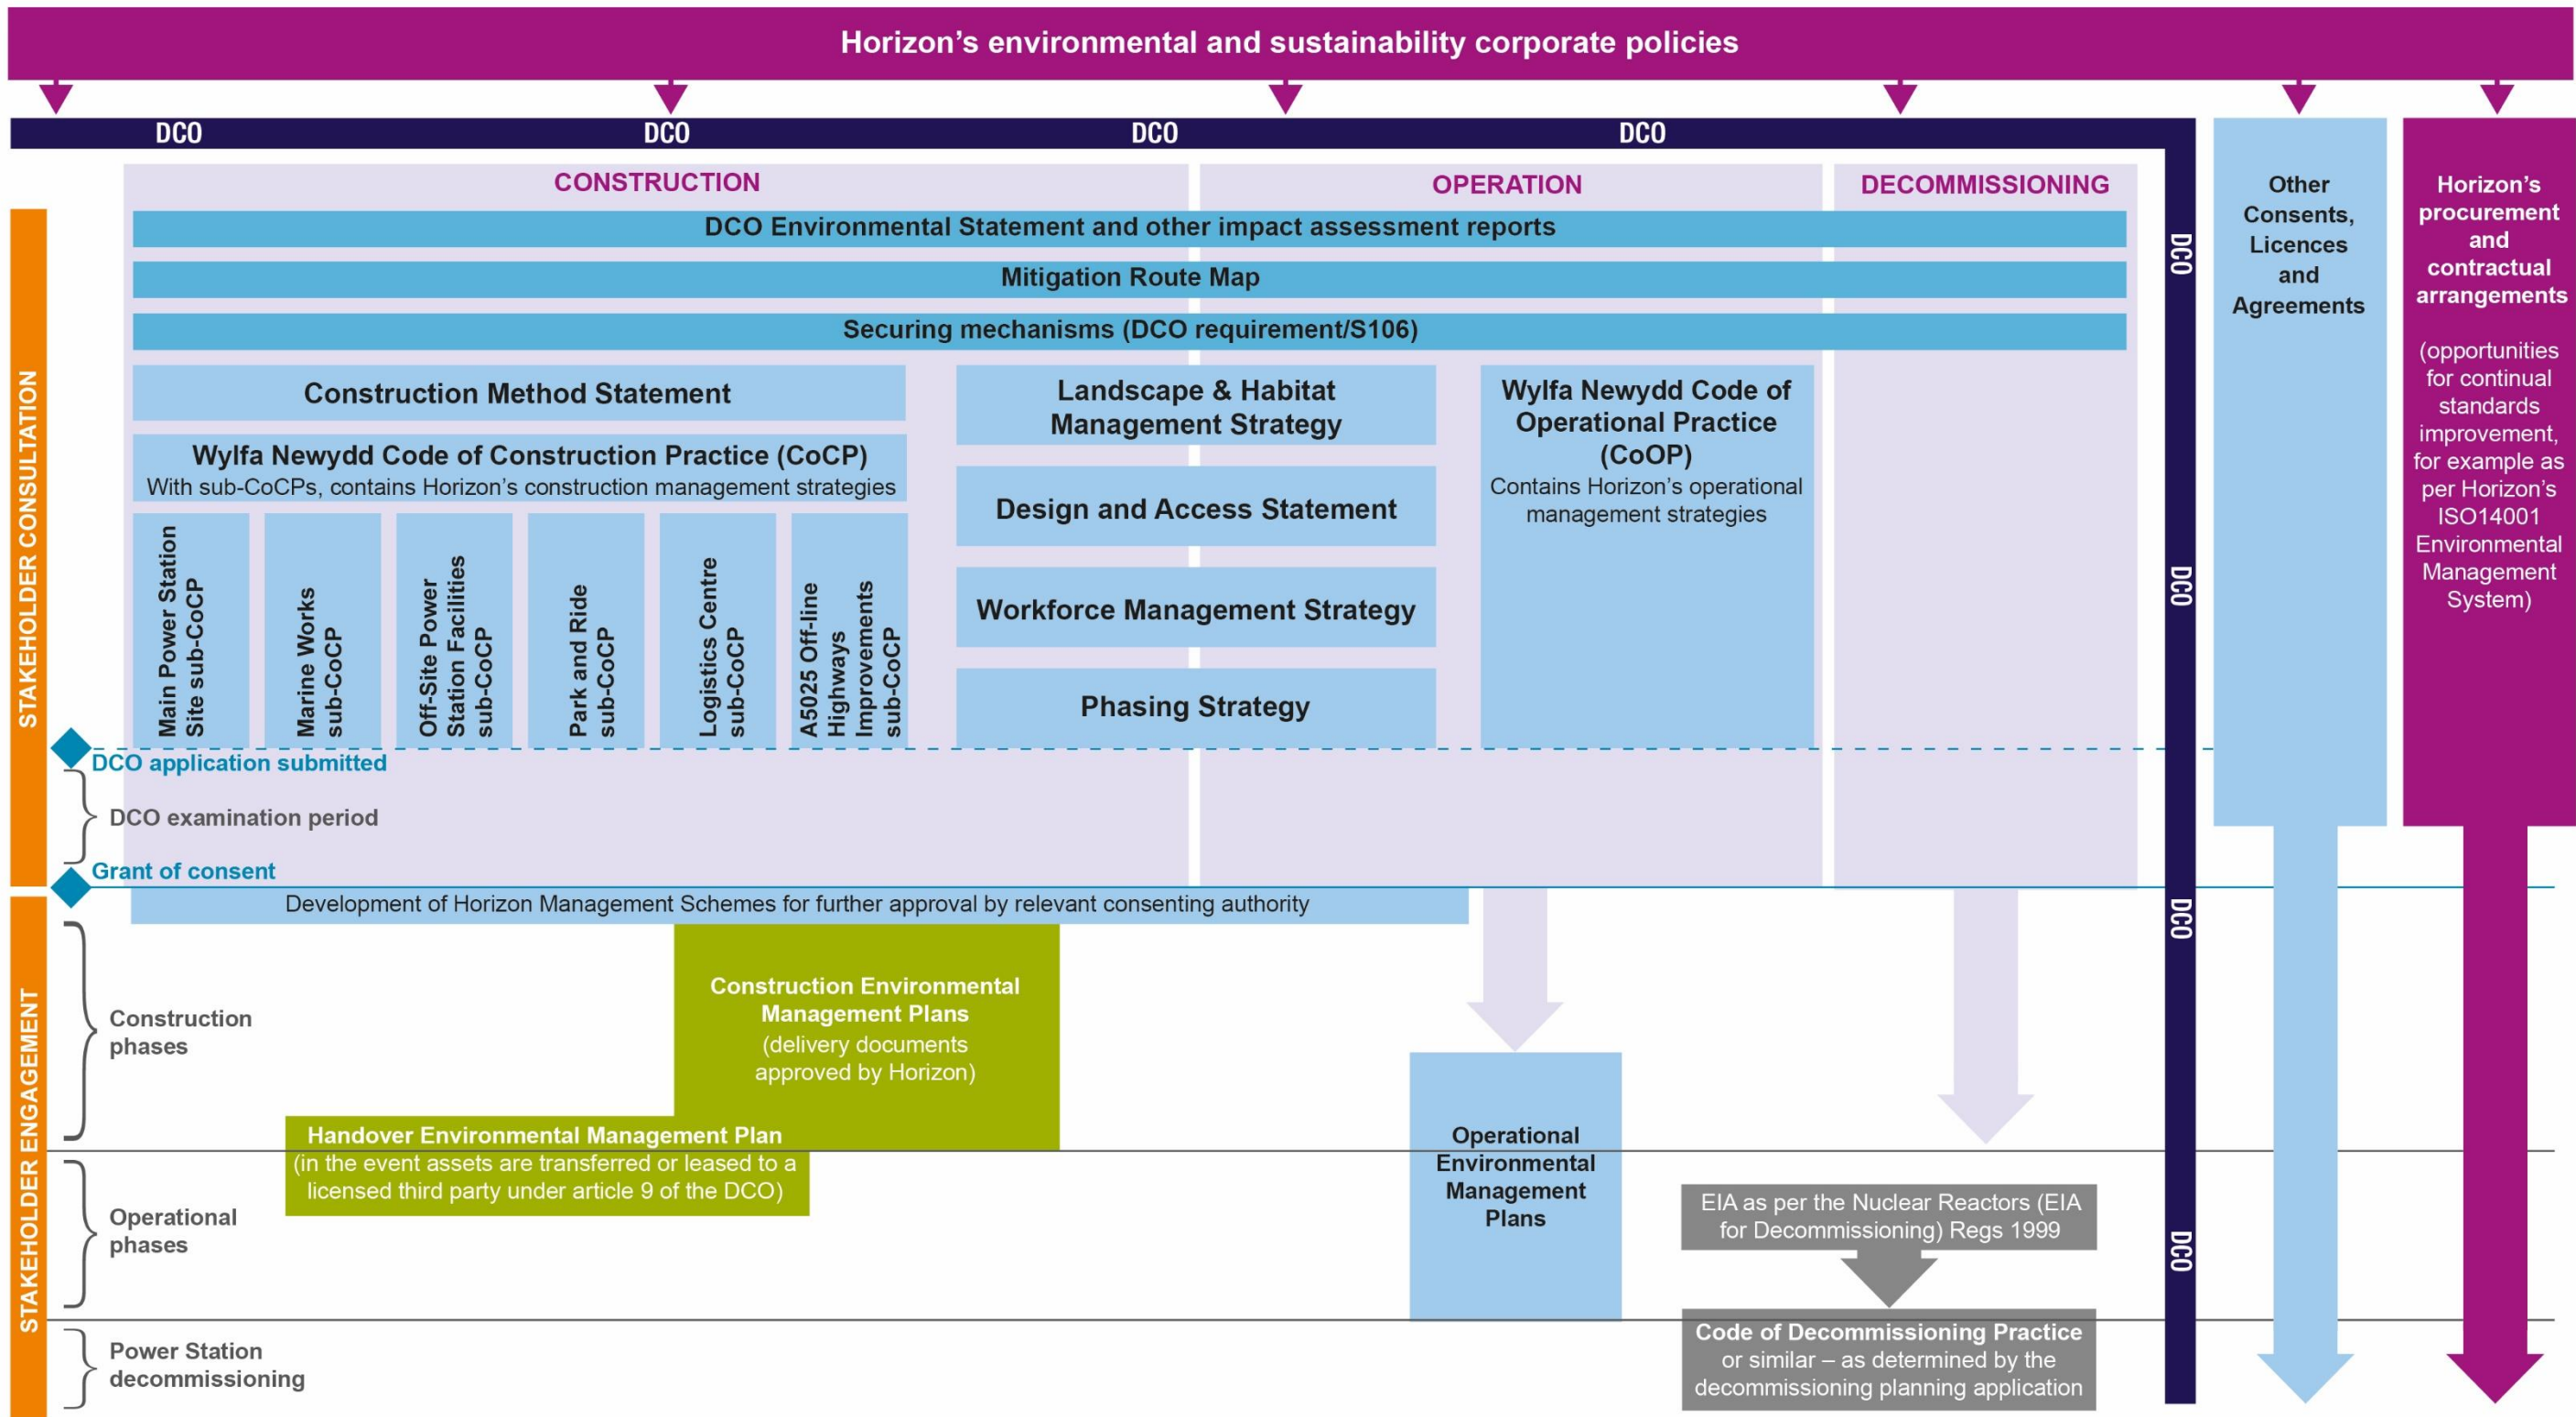 Horizon’s environmental and sustainability corporate policies
DCO DCO DCO DCO
CONSTRUCTION
OPERATION
DECOMMISSIONING
DCO Environmental Statement and other impact assessment reports
Mitigation Route Map
Securing mechanisms (DCO requirement/S106)
STAKEHOLDER CONSULTATION
Construction Method Statement
Wylfa Newydd Code of Construction Practice (CoCP)
With sub-CoCPs, contains Horizon’s construction management strategies
Main Power Station
Site sub-CoCP
Marine Works
sub-CoCP
Off-Site Power
Station Facilities
sub-CoCP
Park and Ride
sub-CoCP
Logistics Centre
sub-CoCP
A5025 Off-line
Highways
Improvements
sub-CoCP
Landscape & Habitat
Management Strategy
Design and Access Statement
Workforce Management Strategy
Phasing Strategy
Wylfa Newydd Code of
Operational Practice
(CoOP)
Contains Horizon’s operational
management strategies
DCO
DCO
DCO
DCO
Other
Consents,
Licences
and
Agreements
Horizon’s
procurement
and
contractual
arrangements
(opportunities
for continual
standards
improvement,
for example as
per Horizon’s
ISO14001
Environmental
Management
System)
DCO application submitted
DCO examination period
Grant of consent
Development of Horizon Management Schemes for further approval by relevant consenting authority
STAKEHOLDER ENGAGEMENT
Construction
phases
Construction Environmental
Management Plans
(delivery documents
approved by Horizon)
Handover Environmental Management Plan
(in the event assets are transferred or leased to a
licensed third party under article 9 of the DCO)
Operational
phases
Operational
Environmental
Management
Plans
EIA as per the Nuclear Reactors (EIA
for Decommissioning) Regs 1999
Power Station
decommissioning
Code of Decommissioning Practice
or similar – as determined by the
decommissioning planning application